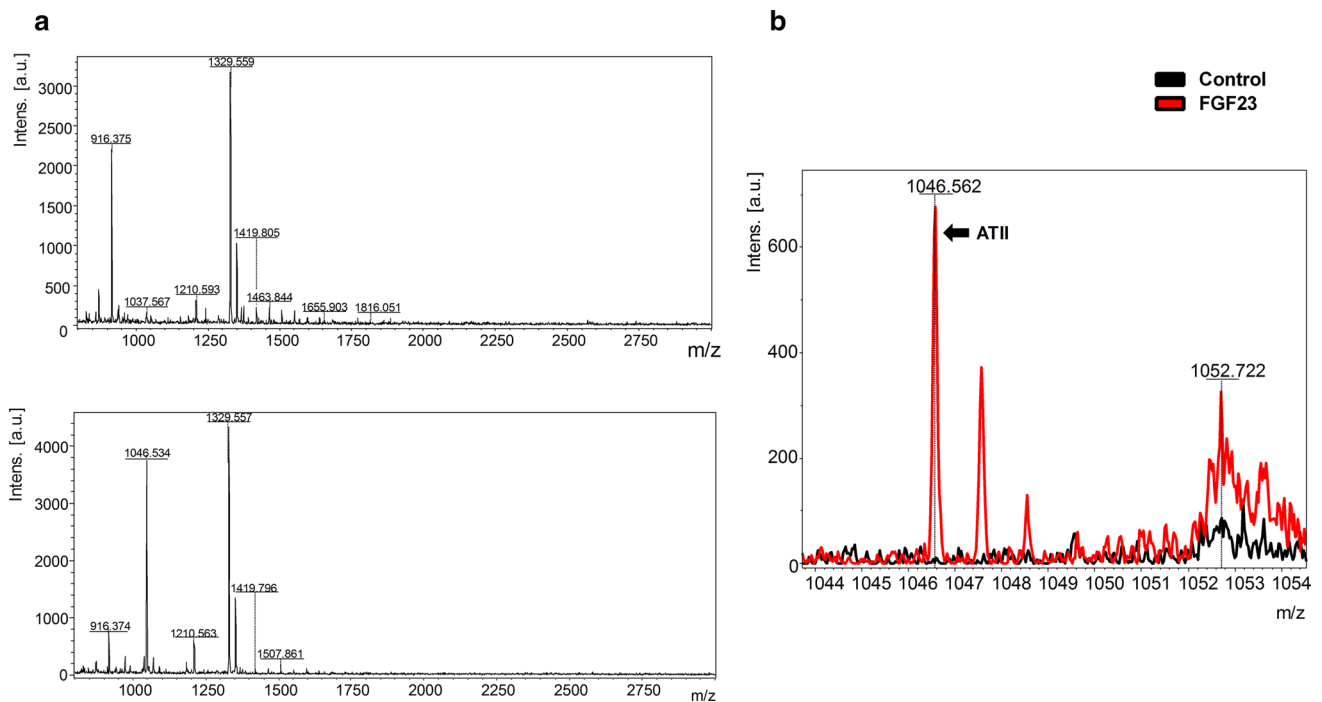 a
Intens. [a.u.]
3000
2500
2000
1500
1000
500
0
1329.559
916.375
1419.805
1210.593
1037.567
1463.844
1655.903
1816.051
1000 1250 1500 1750 2000 2250 2500 2750
m/z
Intens. [a.u.]
4000
3000
2000
1000
0
1329.557
1046.534
1419.796
916.374
1210.563
1507.861
1000 1250 1500 1750 2000 2250 2500 2750
m/z
b
Control
FGF23
Intens. [a.u.]
600
400
200
0
1046.562
ATII
1052.722
1044 1045 1046 1047 1048 1049 1050 1051 1052 1053 1054
m/z